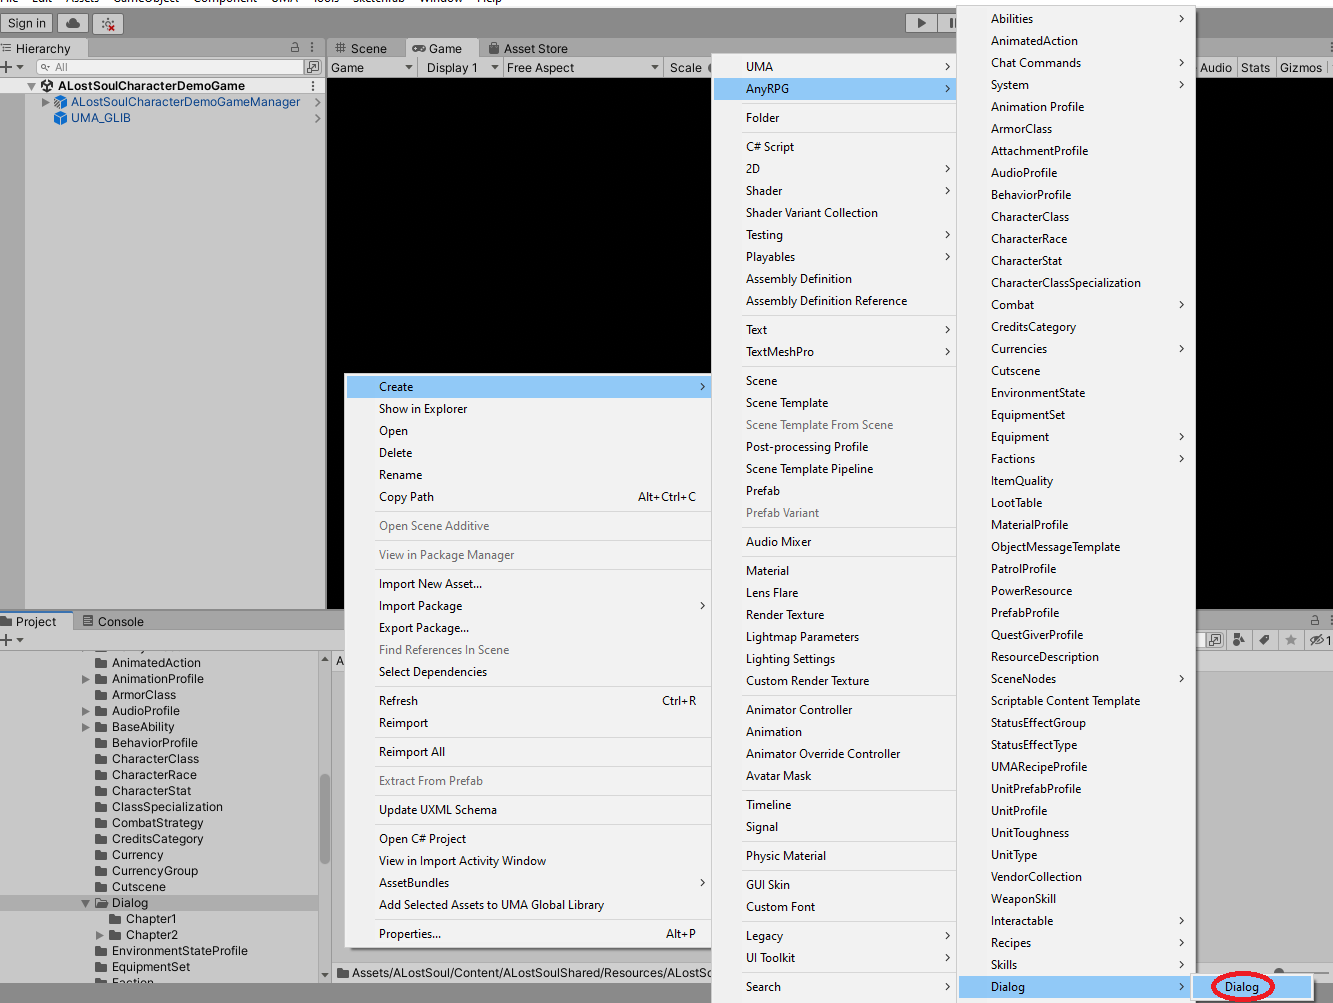 File Edit Assets GameObject Component UMA Tools Sketchfab Window Help
Sign in
Hierarchy
All
ALostSoulCharacterDemoGame
ALostSoulCharacterDemoGameManager
UMA_GLIB
Scene
Game
Asset Store
Game
Display 1
Free Aspect
Scale
Audio
Stats
Gizmos
Create
Show in Explorer
Open
Delete
Rename
Copy Path Alt+Ctrl+C
Open Scene Additive
View in Package Manager
Import New Asset...
Import Package
Export Package...
Find References In Scene
Select Dependencies
Refresh Ctrl+R
Reimport
Reimport All
Extract From Prefab
Update UXML Schema
Open C# Project
View in Import Activity Window
AssetBundles
Add Selected Assets to UMA Global Library
Properties... Alt+P
UMA
AnyRPG
Folder
C# Script
2D
Shader
Shader Variant Collection
Testing
Playables
Assembly Definition
Assembly Definition Reference
Text
TextMeshPro
Scene
Scene Template
Scene Template From Scene
Post-processing Profile
Scene Template Pipeline
Prefab
Prefab Variant
Audio Mixer
Material
Lens Flare
Render Texture
Lightmap Parameters
Lighting Settings
Custom Render Texture
Animator Controller
Animation
Animator Override Controller
Avatar Mask
Timeline
Signal
Physic Material
GUI Skin
Custom Font
Legacy
UI Toolkit
Search
Abilities
AnimatedAction
Chat Commands
System
Animation Profile
ArmorClass
AttachmentProfile
AudioProfile
BehaviorProfile
CharacterClass
CharacterRace
CharacterStat
CharacterClassSpecialization
Combat
CreditsCategory
Currencies
Cutscene
EnvironmentState
EquipmentSet
Equipment
Factions
ItemQuality
LootTable
MaterialProfile
ObjectMessageTemplate
PatrolProfile
PowerResource
PrefabProfile
QuestGiverProfile
ResourceDescription
SceneNodes
Scriptable Content Template
StatusEffectGroup
StatusEffectType
UMARecipeProfile
UnitPrefabProfile
UnitProfile
UnitToughness
UnitType
VendorCollection
WeaponSkill
Interactable
Recipes
Skills
Dialog
Dialog
Project
Console
AnimatedAction
AnimationProfile
ArmorClass
AudioProfile
BaseAbility
BehaviorProfile
CharacterClass
CharacterRace
CharacterStat
ClassSpecialization
CombatStrategy
CreditsCategory
Currency
CurrencyGroup
Cutscene
Dialog
Chapter1
Chapter2
EnvironmentStateProfile
EquipmentSet
Faction
Assets/ALostSoul/Content/ALostSoulShared/Resources/ALostSo